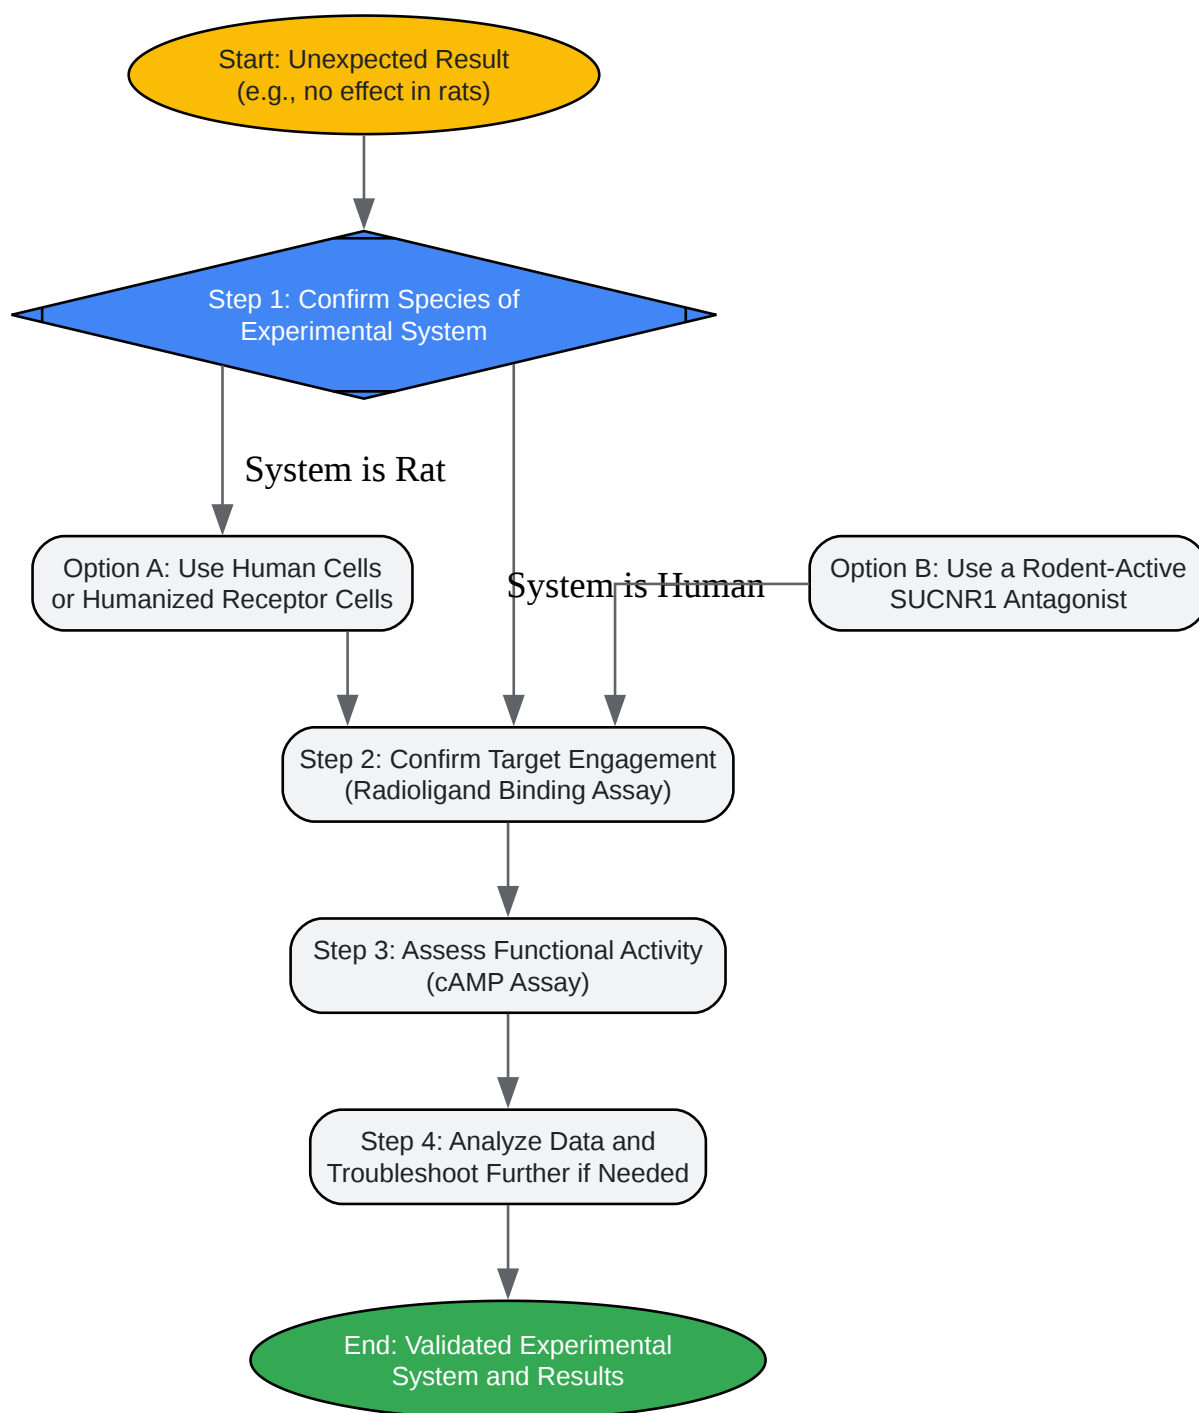 Start: Unexpected Result
(e.g., no effect in rats)
Step 1: Confirm Species of
Experimental System
System is Rat
Option A: Use Human Cells
or Humanized Receptor Cells
System is Human
Option B: Use a Rodent-Active
SUCNR1 Antagonist
Step 2: Confirm Target Engagement
(Radioligand Binding Assay)
Step 3: Assess Functional Activity
(cAMP Assay)
Step 4: Analyze Data and
Troubleshoot Further if Needed
End: Validated Experimental
System and Results